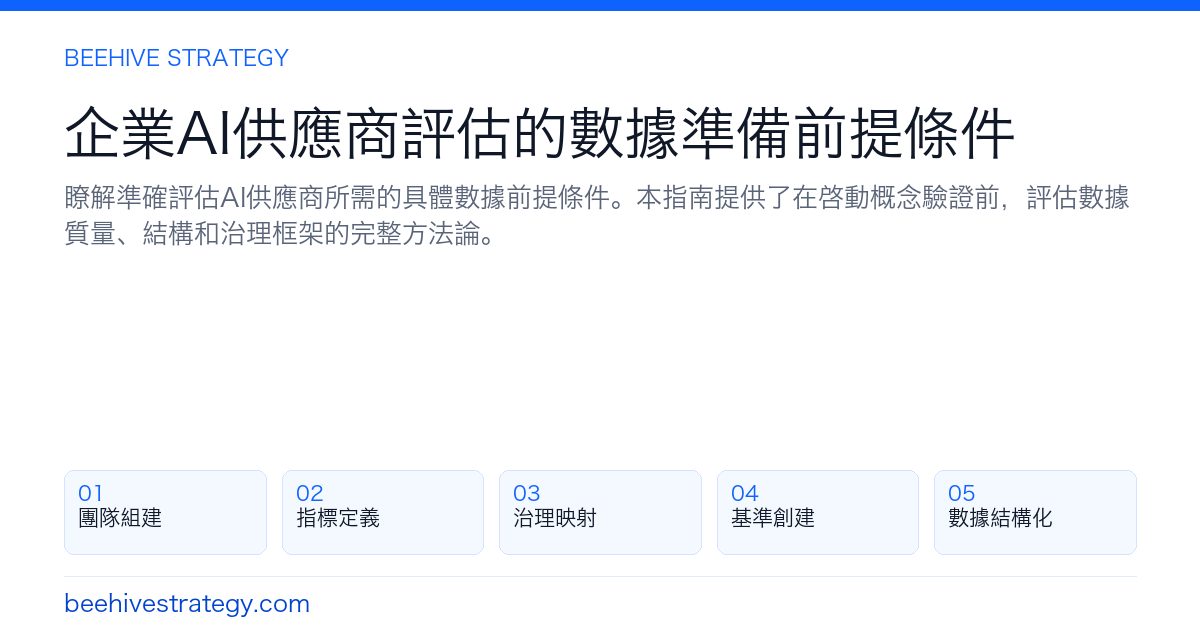 BEEHIVE STRATEGY
企業AI供應商評估的數據準備前提條件
瞭解準確評估AI供應商所需的具體數據前提條件。本指南提供了在啓動概念驗證前，評估數據
質量、結構和治理框架的完整方法論。
01
團隊組建
02
指標定義
03
治理映射
04
基準創建
05
數據結構化
beehivestrategy.com